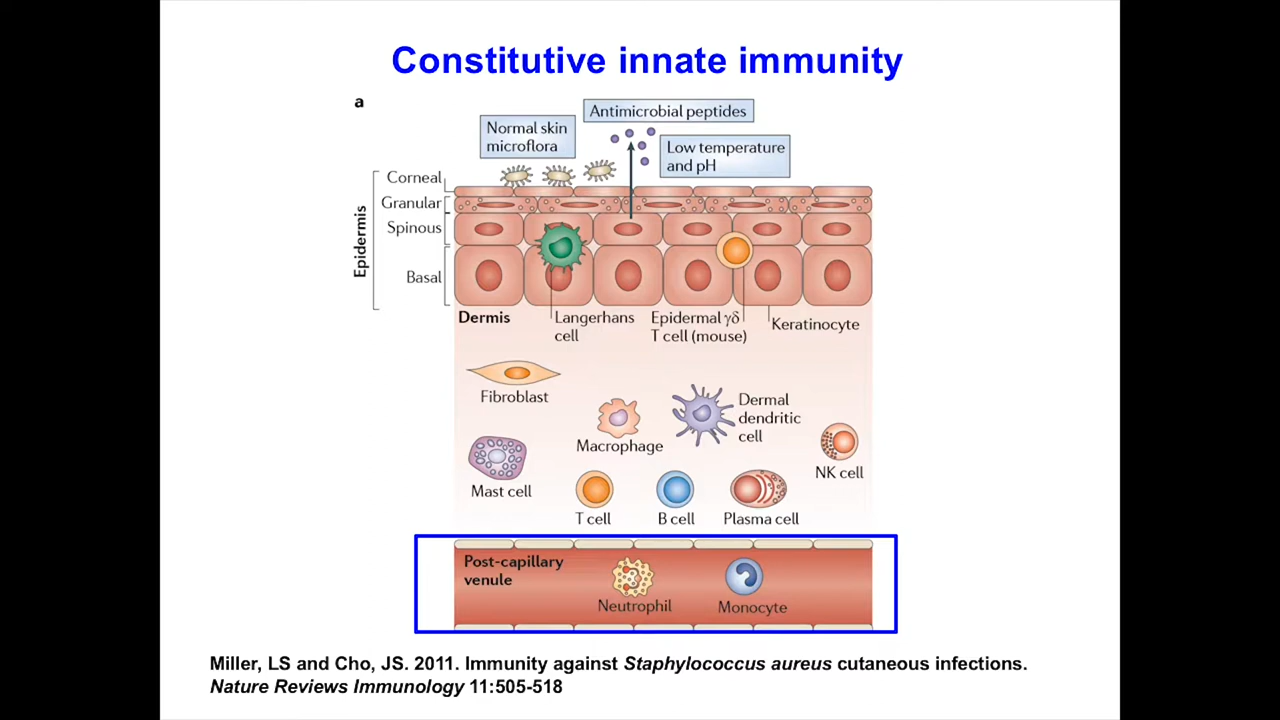 Constitutive innate immunity
a
Antimicrobial peptides
Normal skin
microflora
Low temperature
and pH
Epidermis
Corneal
Granular
Spinous
Basal
Dermis
Langerhans
cell
Epidermal γδ
T cell (mouse)
Keratinocyte
Fibroblast
Macrophage
Dermal
dendritic
cell
NK cell
Mast cell
T cell
B cell
Plasma cell
Post-capillary
venule
Neutrophil
Monocyte
Miller, LS and Cho, JS. 2011. Immunity against Staphylococcus aureus cutaneous infections.
Nature Reviews Immunology 11:505-518